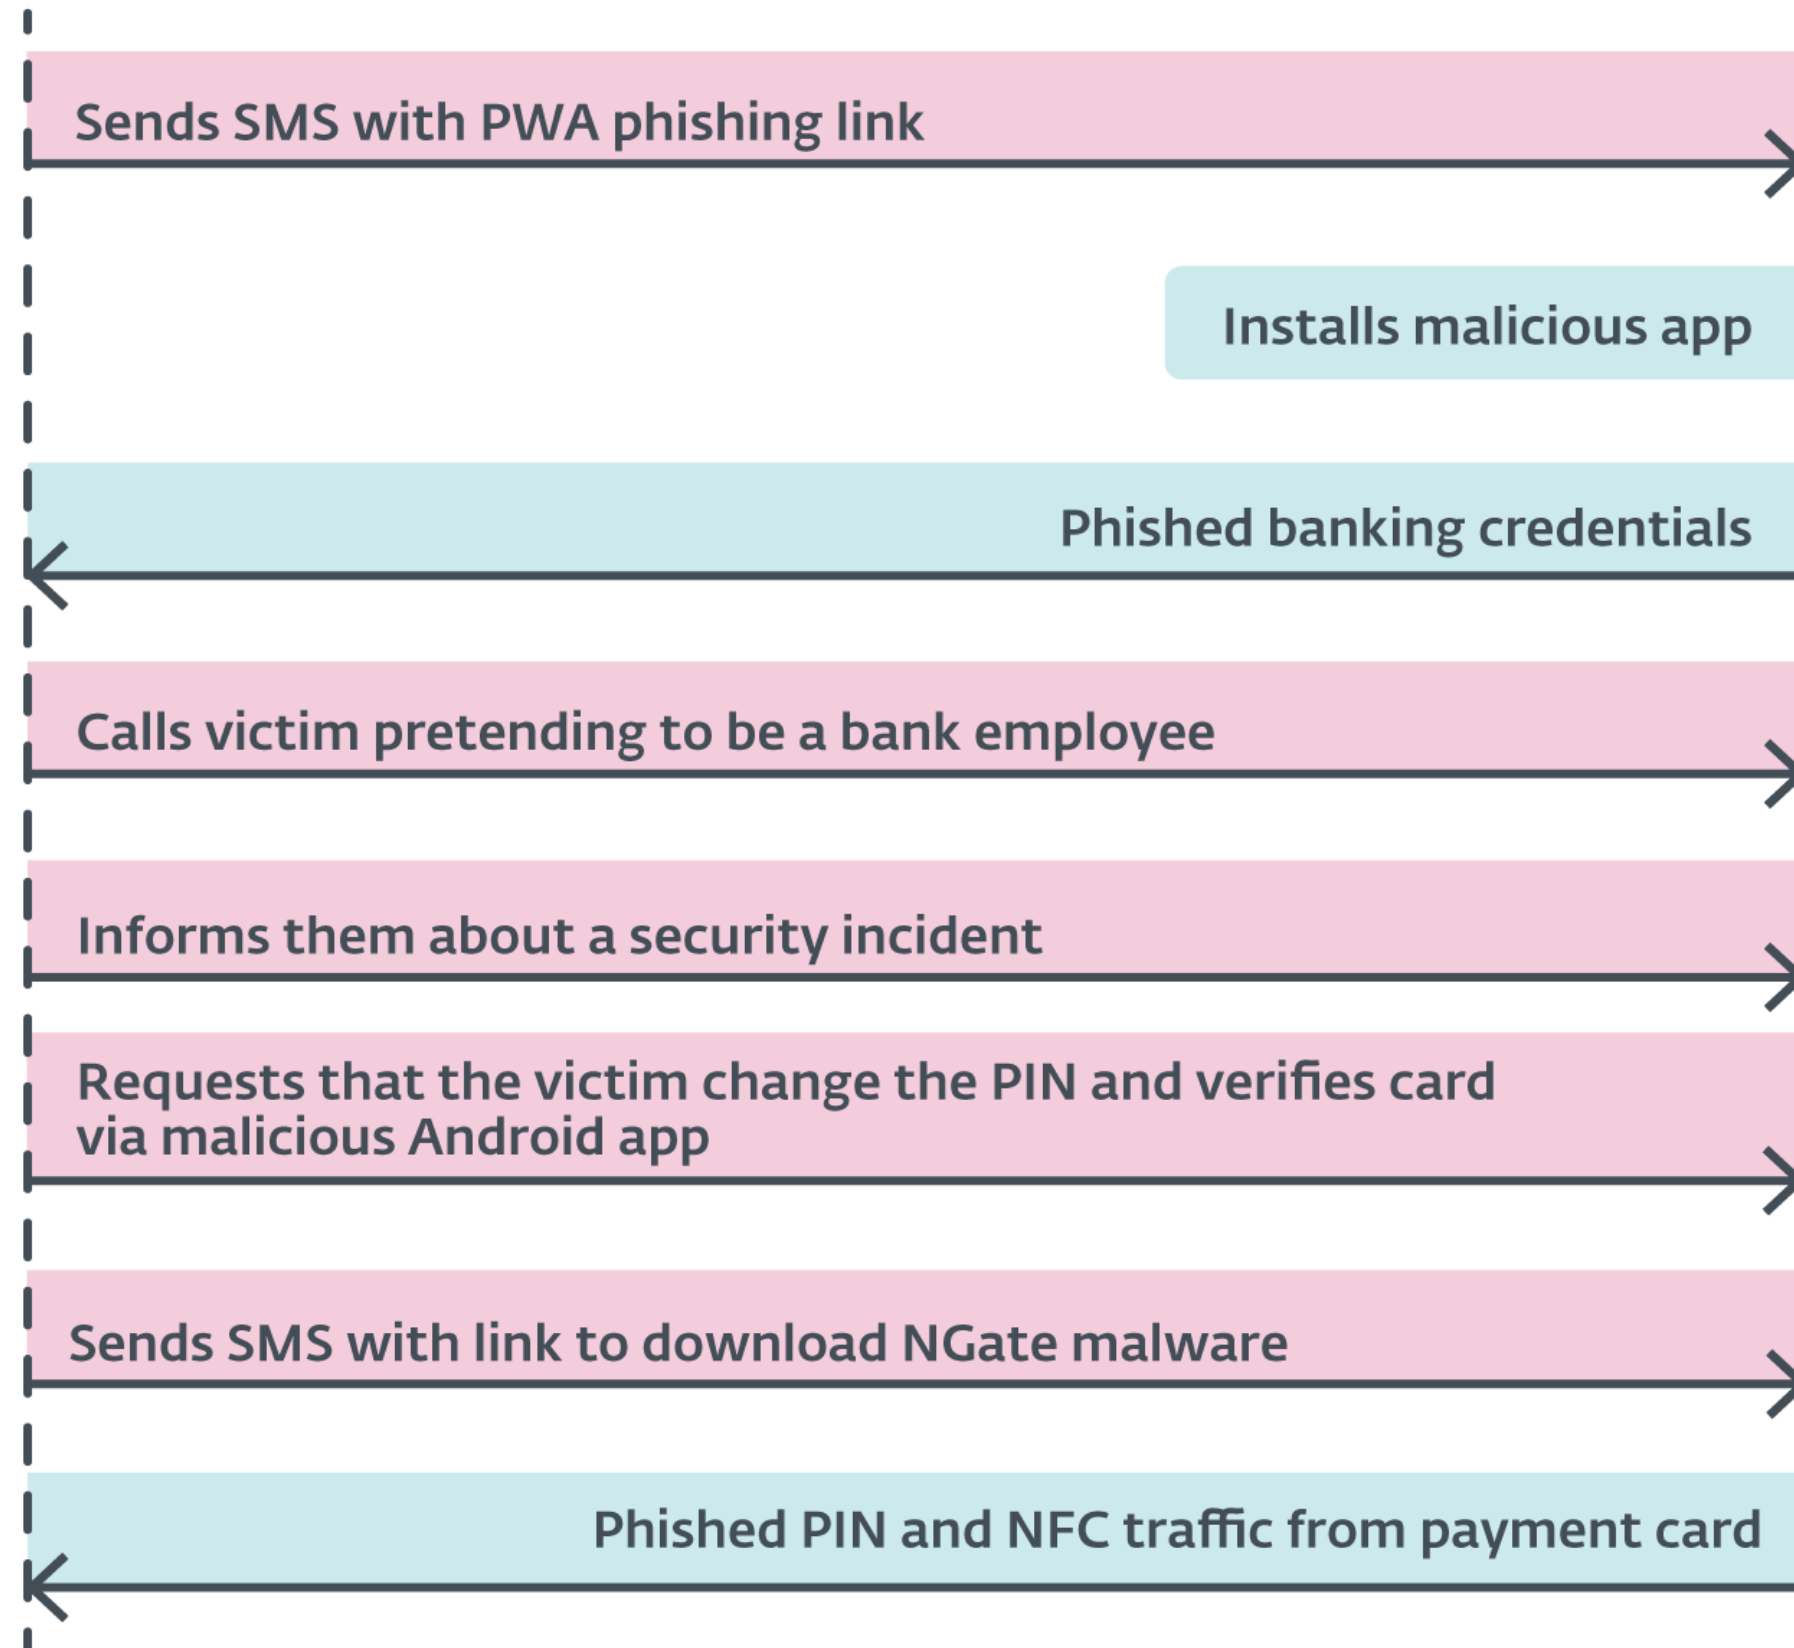 Sends SMS with PWA phishing link
Installs malicious app
Phished banking credentials
Calls victim pretending to be a bank employee
Informs them about a security incident
Requests that the victim change the PIN and verifies card
via malicious Android app
Sends SMS with link to download NGate malware
Phished PIN and NFC traffic from payment card